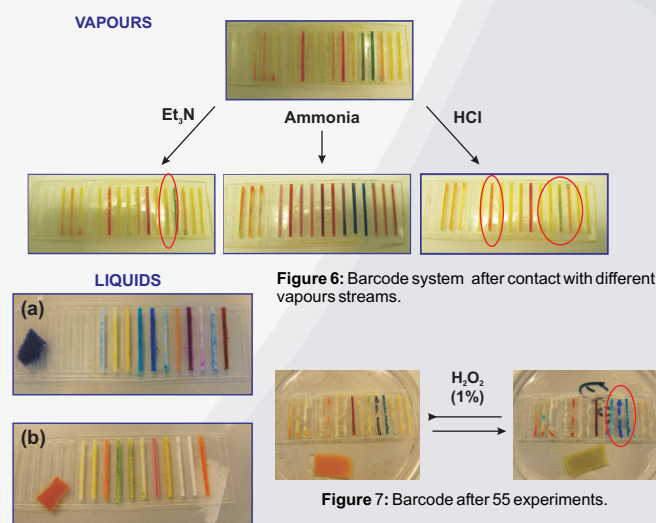 VAPOURS
Et₃N
Ammonia
HCl
Figure 6: Barcode system after contact with different
vapours streams.
LIQUIDS
(a)
(b)
H₂O₂
(1%)
Figure 7: Barcode after 55 experiments.